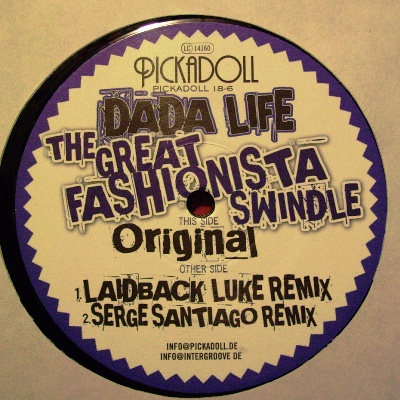 LC 14160
PICKADOLL
PICKADOLL 18-6
DADA LIFE
THE GREAT
FASHIONISTA
SWINDLE
THIS SIDE
Original
OTHER SIDE
1. LAIDBACK LUKE REMIX
2. SERGE SANTIAGO REMIX
INFO@PICKADOLL.DE
INFO@INTERGROOVE DE